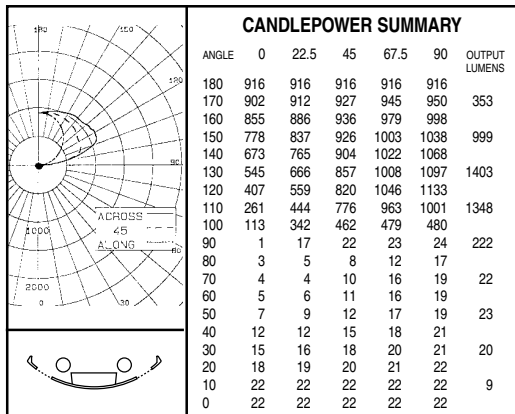 CANDLEPOWER SUMMARY
ANGLE 0 22.5 45 67.5 90 OUTPUT LUMENS
180 916 916 916 916 916
170 902 912 927 945 950 353
160 855 886 936 979 998
150 778 837 926 1003 1038 999
140 673 765 904 1022 1068
130 545 666 857 1008 1097 1403
120 407 559 820 1046 1133
110 261 444 776 963 1001 1348
100 113 342 462 479 480
90 1 17 22 23 24 222
80 3 5 8 12 17
70 4 4 10 16 19 22
60 5 6 11 16 19
50 7 9 12 17 19 23
40 12 12 15 18 21
30 15 16 18 20 21 20
20 18 19 20 21 22
10 22 22 22 22 22 9
0 22 22 22 22 22
180 150
120
90
ACROSS
45
ALONG
1000
60
2000
0 30